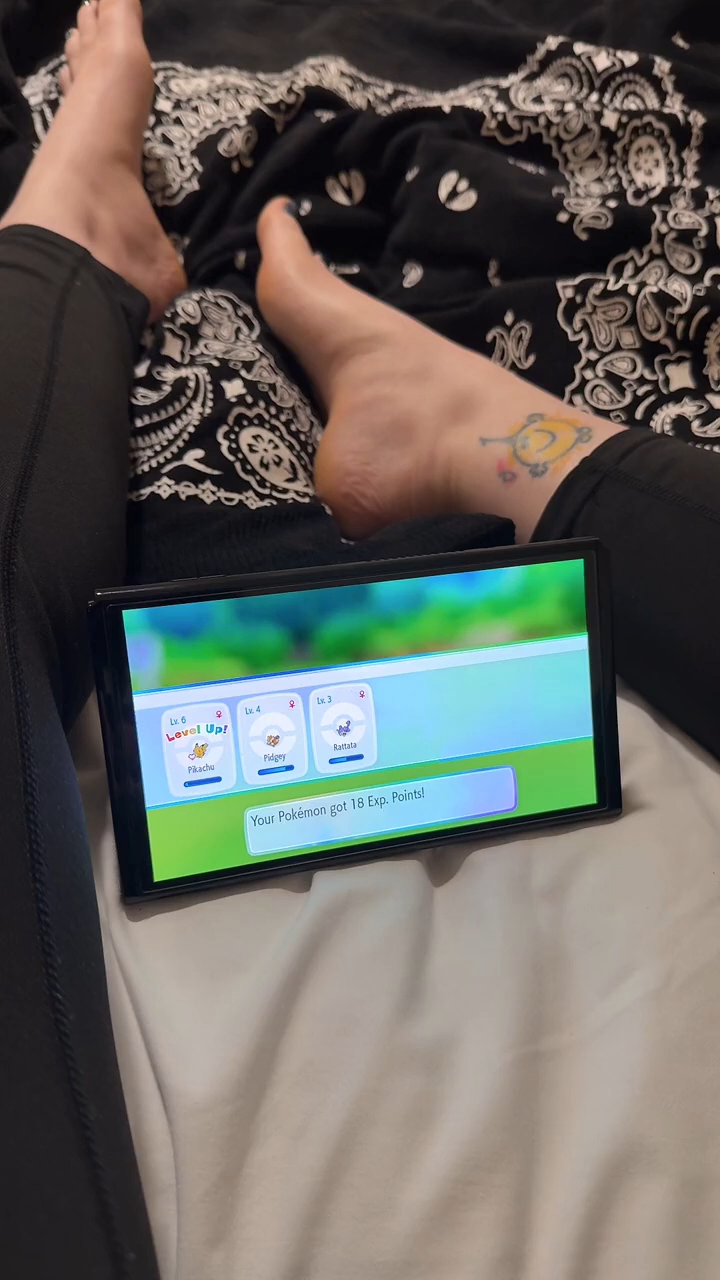 Lv. 6 ♀
Level Up!
Pikachu
Lv. 4 ♀
Pidgey
Lv. 3 ♀
Rattata
Your Pokémon got 18 Exp. Points!